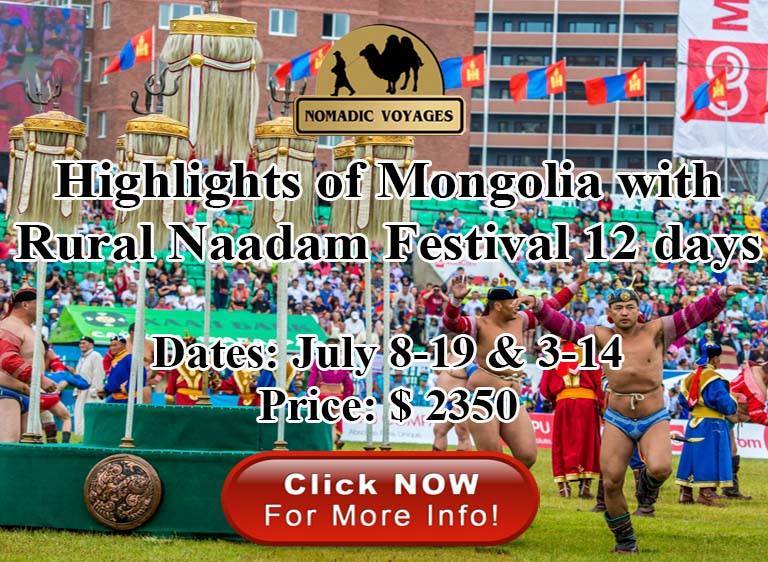 NOMADIC VOYAGES
Highlights of Mongolia with
Rural Naadam Festival 12 days
Dates: July 8-19 & 3-14
Price: $ 2350
Click NOW
For More Info!